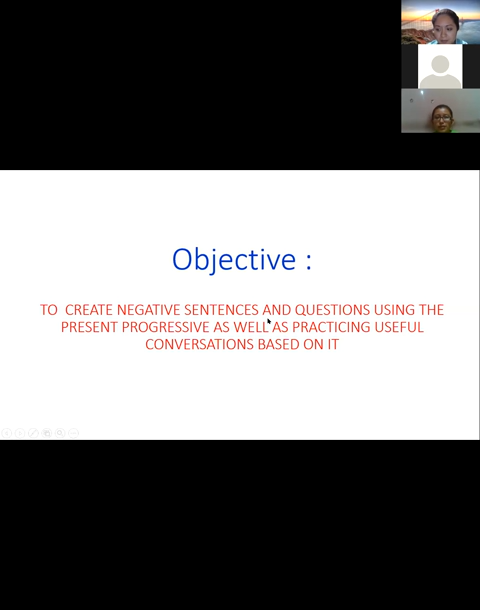 Objective :
TO CREATE NEGATIVE SENTENCES AND QUESTIONS USING THE
PRESENT PROGRESSIVE AS WELL AS PRACTICING USEFUL
CONVERSATIONS BASED ON IT